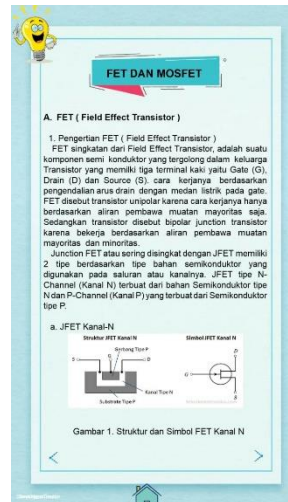 FET DAN MOSFET
A. FET ( Field Effect Transistor )
1. Pengertian FET ( Field Effect Transistor )
FET singkatan dari Field Effect Transistor, adalah suatu
komponen semi konduktor yang tergolong dalam keluarga
Transistor yang memiliki tiga terminal kaki yaitu Gate (G),
Drain (D) dan Source (S). cara kerjanya berdasarkan
pengendalian arus drain dengan medan listrik pada gate.
FET disebut transistor unipolar karena cara kerjanya hanya
berdasarkan aliran pembawa muatan mayoritas saja.
Sedangkan transistor disebut bipolar junction transistor
karena bekerja berdasarkan aliran pembawa muatan
mayoritas dan minoritas.
Junction FET atau sering disingkat dengan JFET memiliki
2 tipe berdasarkan tipe bahan semikonduktor yang
digunakan pada saluran atau kanalnya. JFET tipe N-
Channel (Kanal N) terbuat dari bahan Semikonduktor tipe
N dan P-Channel (Kanal P) yang terbuat dari Semikonduktor
tipe P.
a. JFET Kanal-N
Struktur JFET Kanal N
Simbol JFET Kanal N
Gerbang Tipe P
S
G
D
Kanal Tipe N
Substrate Tipe P
D
G
S
Gambar 1. Struktur dan Simbol FET Kanal N